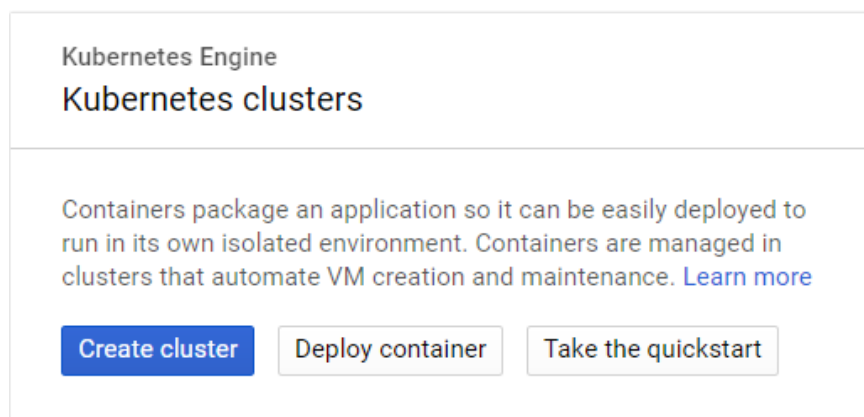 Kubernetes Engine
Kubernetes clusters
Containers package an application so it can be easily deployed to
run in its own isolated environment. Containers are managed in
clusters that automate VM creation and maintenance. Learn more
Create cluster Deploy container Take the quickstart